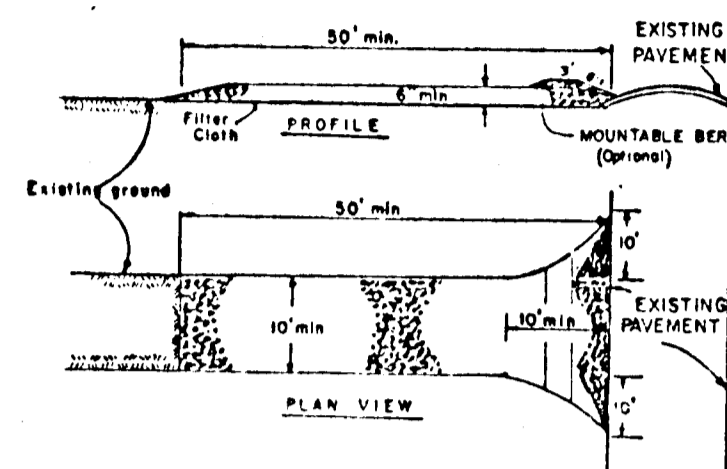 50' min.
EXISTING
PAVEMEN
3'
6" min
Filter
Cloth
PROFILE
MOUNTABLE BER
(Optional)
Existing ground
50' min
10'
10' min
10' min
EXISTING
PAVEMENT
PLAN VIEW
10'